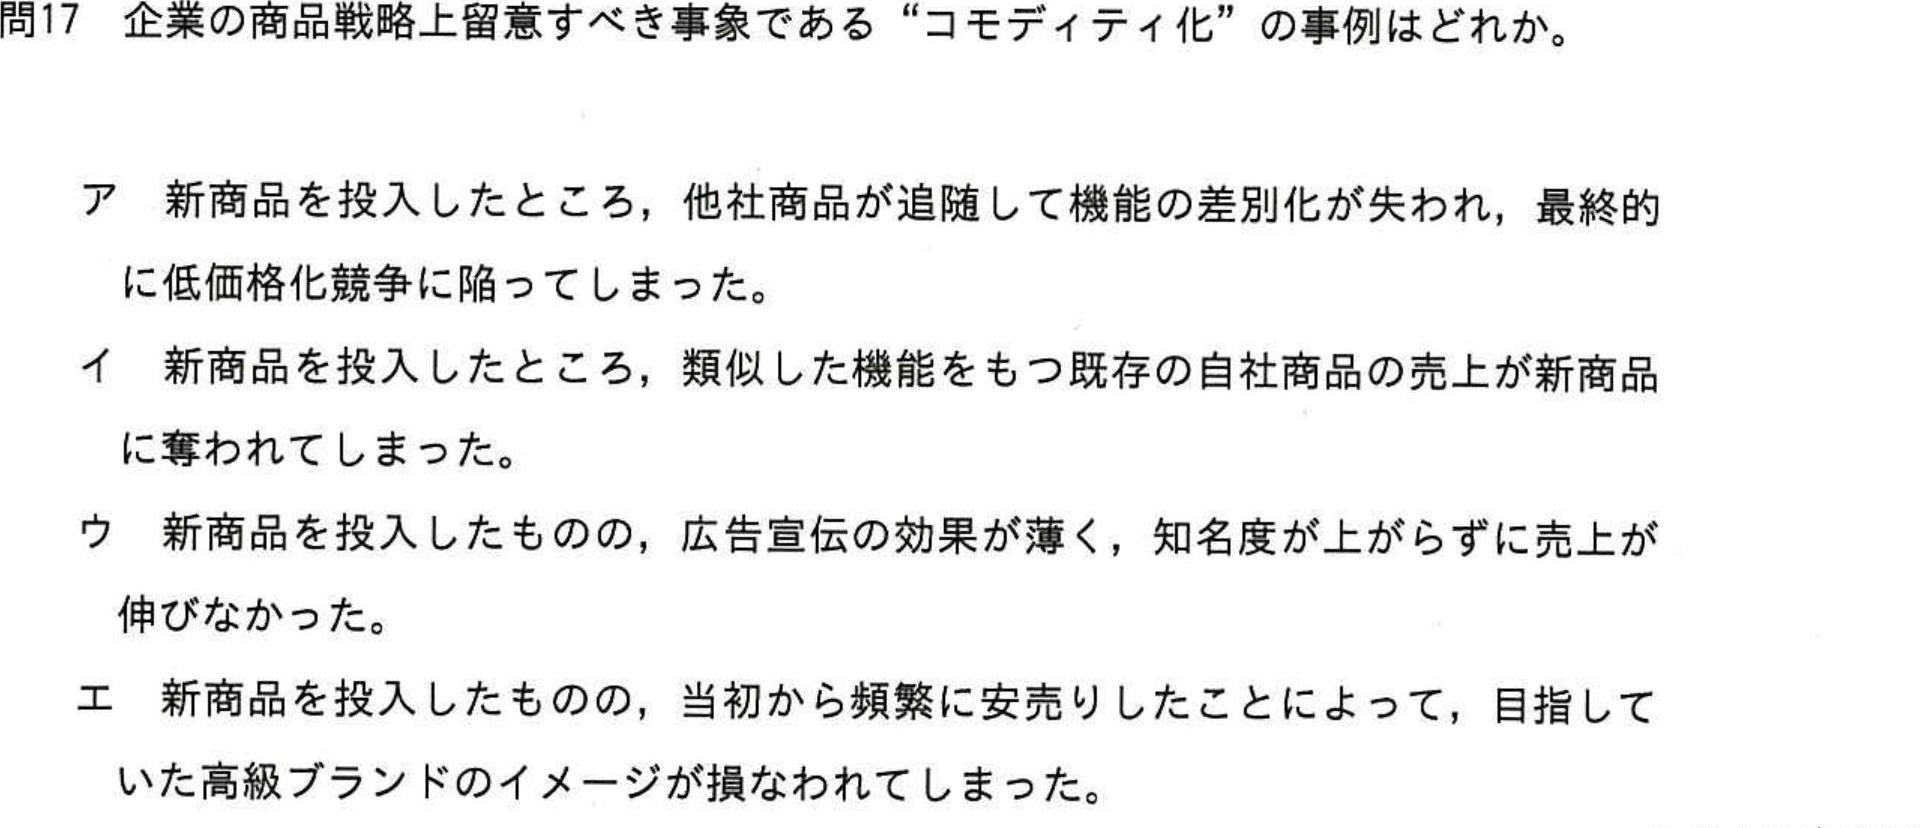 問17 企業の商品戦略上留意すべき事象である“コモディティ化”の事例はどれか。
ア 新商品を投入したところ，他社商品が追随して機能の差別化が失われ，最終的
に低価格化競争に陥ってしまった。
イ 新商品を投入したところ，類似した機能をもつ既存の自社商品の売上が新商品
に奪われてしまった。
ウ 新商品を投入したものの，広告宣伝の効果が薄く，知名度が上がらずに売上が
伸びなかった。
エ 新商品を投入したものの，当初から頻繁に安売りしたことによって，目指して
いた高級ブランドのイメージが損なわれてしまった。